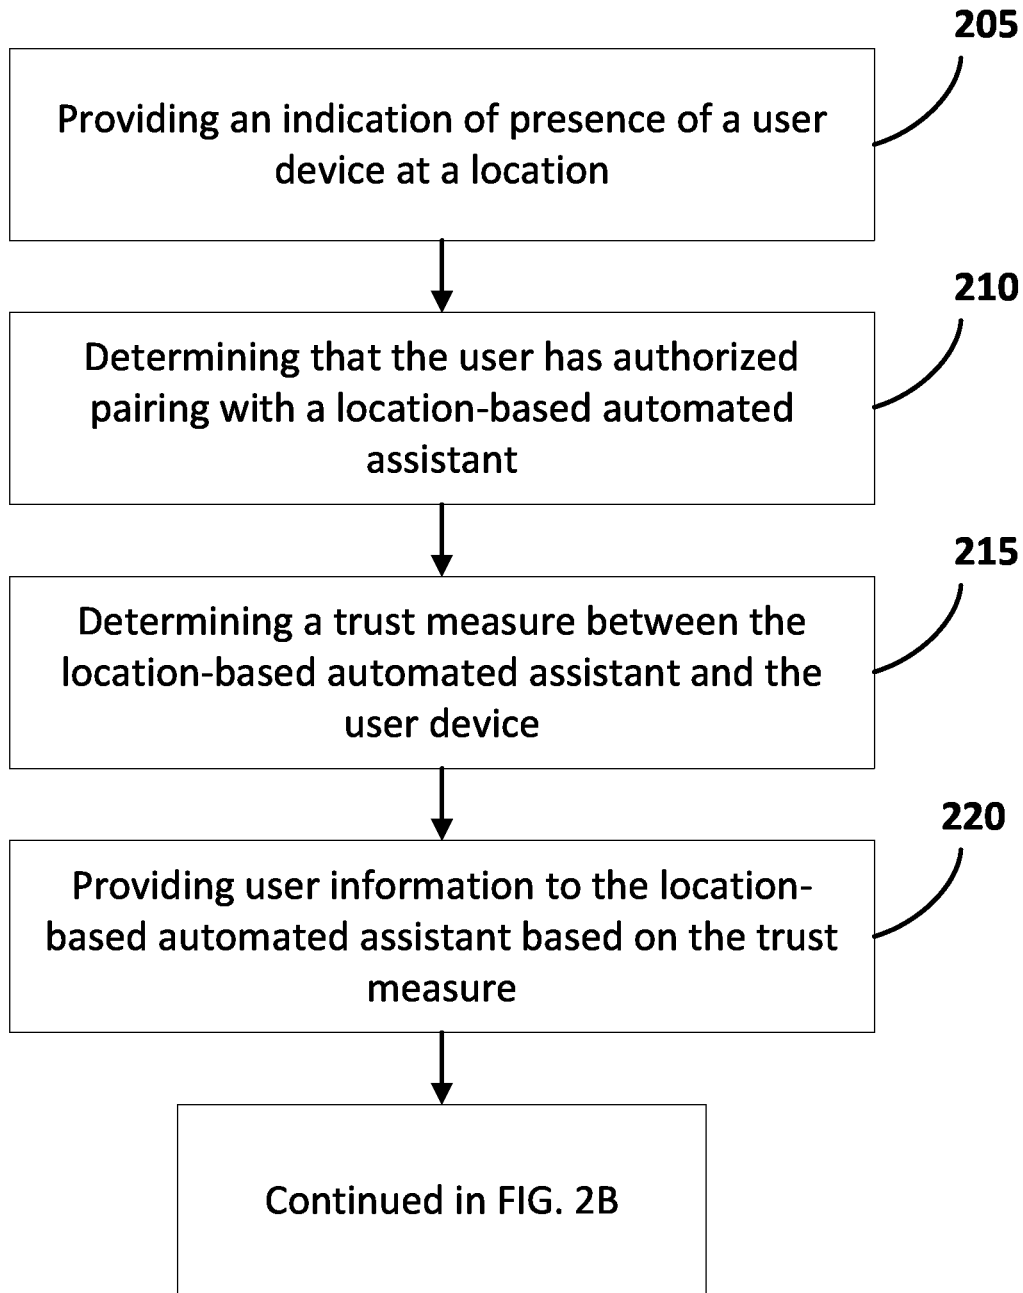 205
Providing an indication of presence of a user
device at a location
210
Determining that the user has authorized
pairing with a location-based automated
assistant
215
Determining a trust measure between the
location-based automated assistant and the
user device
220
Providing user information to the location-
based automated assistant based on the trust
measure
Continued in FIG. 2B